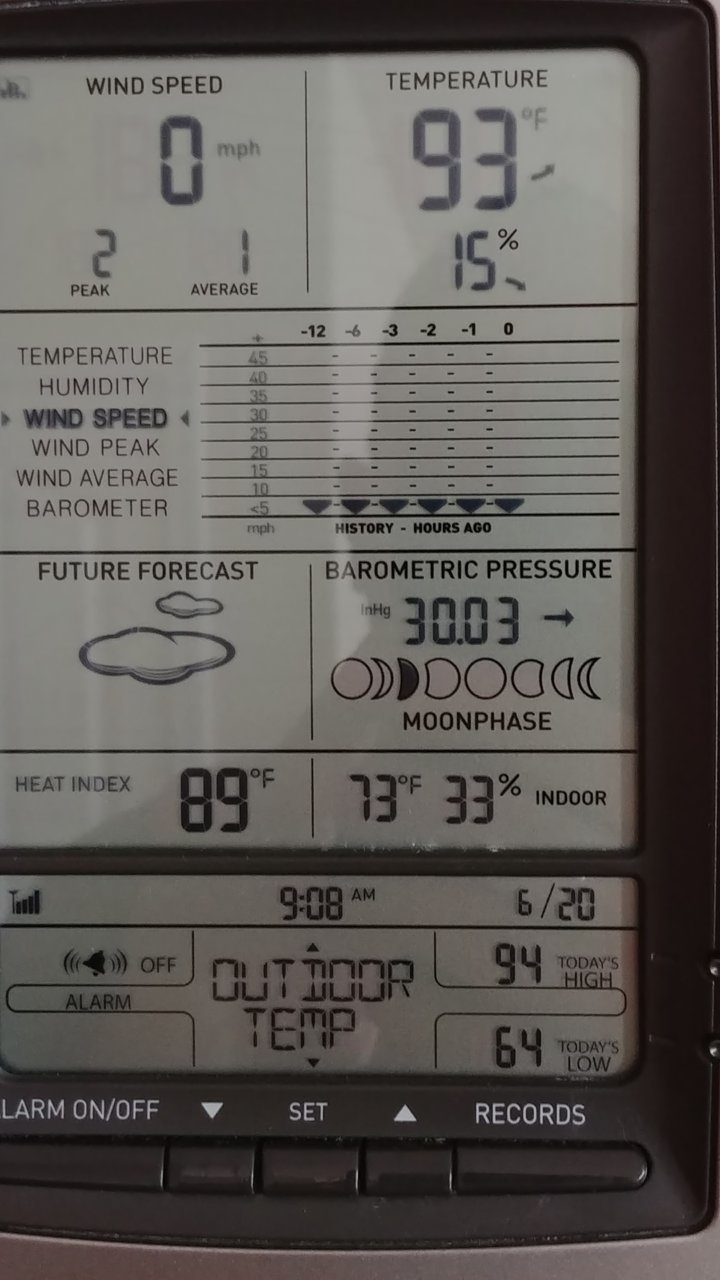 WIND SPEED
TEMPERATURE
0 mph
93 °F
2
1
15 %
PEAK
AVERAGE
+ -12 -6 -3 -2 -1 0
TEMPERATURE
HUMIDITY
WIND SPEED
WIND PEAK
WIND AVERAGE
BAROMETER
45
40
35
30
25
20
15
10
<5
mph
HISTORY - HOURS AGO
FUTURE FORECAST
BAROMETRIC PRESSURE
InHg 30.03
MOONPHASE
HEAT INDEX 89°F
73°F 33% INDOOR
9:08 AM
6/20
OFF
ALARM
OUTDOOR
TEMP
94 TODAY'S
HIGH
64 TODAY'S
LOW
LARM ON/OFF
SET
RECORDS